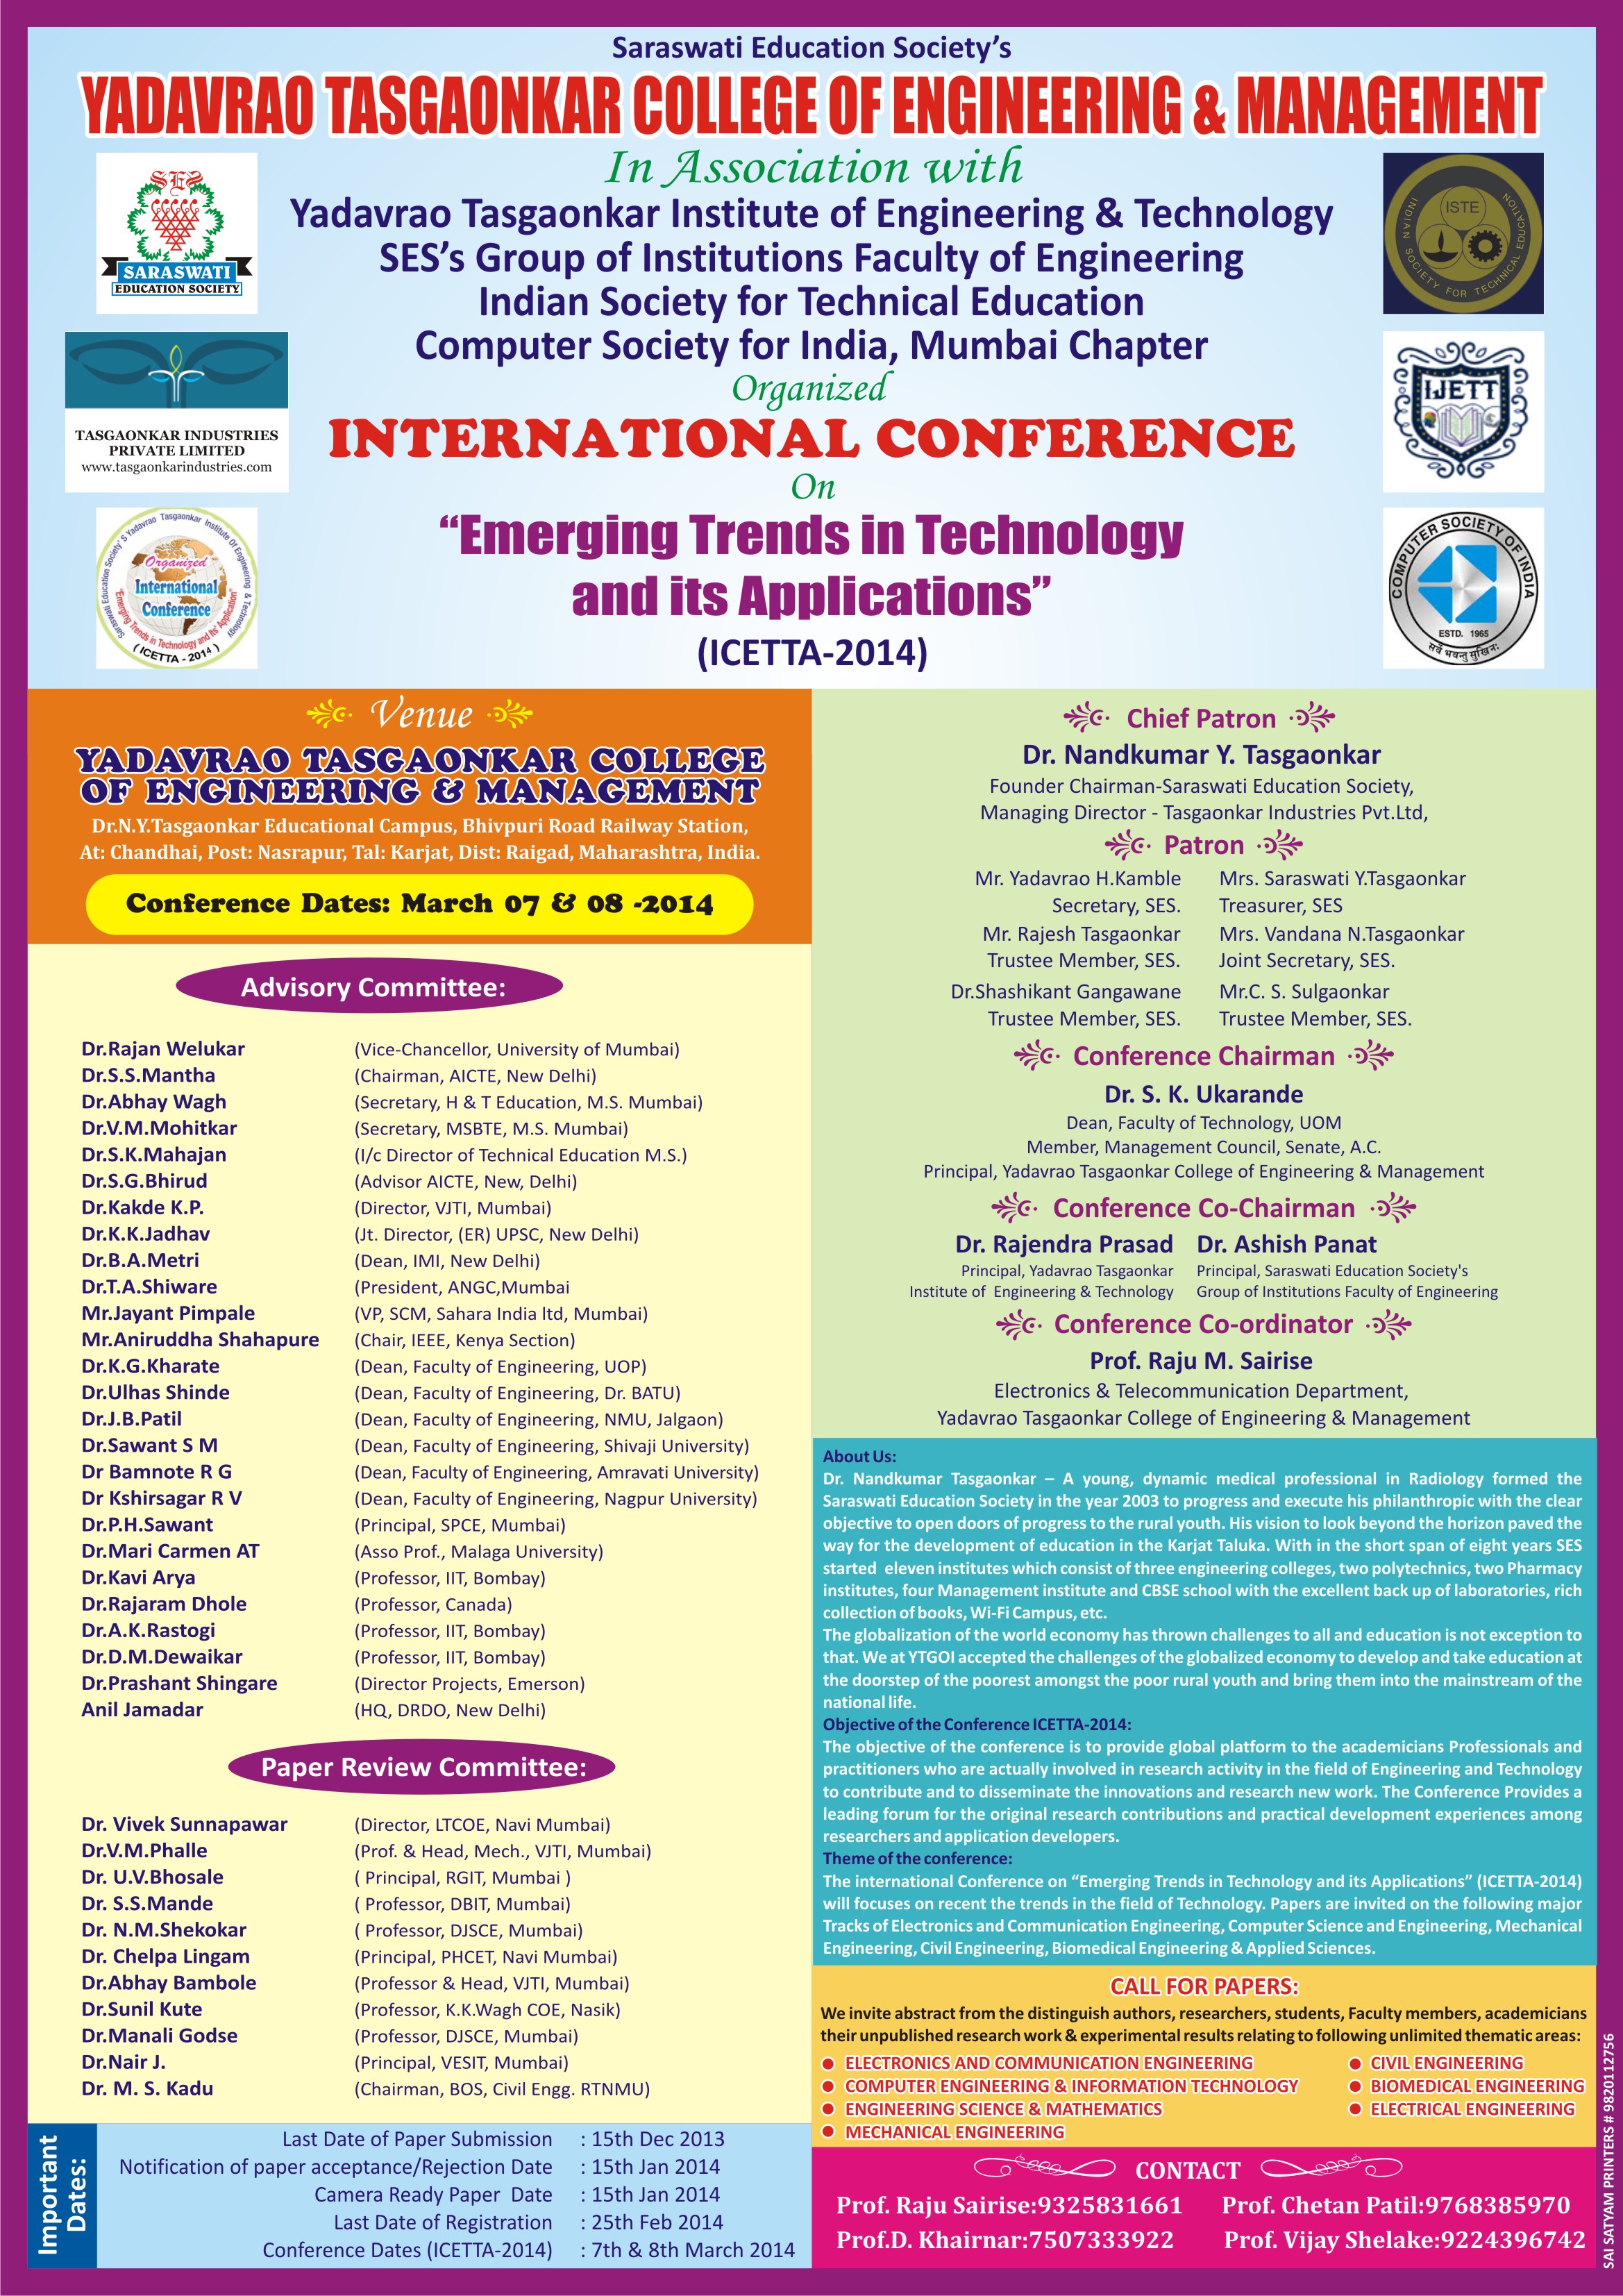 Saraswati Education Society's
YADAVRAO TASGAONKAR COLLEGE OF ENGINEERING & MANAGEMENT
In Association with
Yadavrao Tasgaonkar Institute of Engineering & Technology
SES's Group of Institutions Faculty of Engineering
Indian Society for Technical Education
Computer Society for India, Mumbai Chapter
Organized
INTERNATIONAL CONFERENCE
On
“Emerging Trends in Technology
and its Applications”
(ICETTA-2014)
SES
SARASWATI
EDUCATION SOCIETY
TASGAONKAR INDUSTRIES
PRIVATE LIMITED
www.tasgaonkarindustries.com
Saraswati Education Society'S Yadavrao Tasgaonkar Institute Of Engineering & Technology
Organized
International
Conference
"Emerging Trends in Technology and its' Application"
( ICETTA - 2014 )
ISTE
INDIAN SOCIETY FOR TECHNICAL EDUCATION
IJETT
COMPUTER SOCIETY OF INDIA
ESTD. 1965
सर्वे भवन्तु सुखिनः
Venue
YADAVRAO TASGAONKAR COLLEGE
OF ENGINEERING & MANAGEMENT
Dr.N.Y.Tasgaonkar Educational Campus, Bhivpuri Road Railway Station,
At: Chandhai, Post: Nasrapur, Tal: Karjat, Dist: Raigad, Maharashtra, India.
Conference Dates: March 07 & 08 -2014
Advisory Committee:
Dr.Rajan Welukar (Vice-Chancellor, University of Mumbai)
Dr.S.S.Mantha (Chairman, AICTE, New Delhi)
Dr.Abhay Wagh (Secretary, H & T Education, M.S. Mumbai)
Dr.V.M.Mohitkar (Secretary, MSBTE, M.S. Mumbai)
Dr.S.K.Mahajan (I/c Director of Technical Education M.S.)
Dr.S.G.Bhirud (Advisor AICTE, New, Delhi)
Dr.Kakde K.P. (Director, VJTI, Mumbai)
Dr.K.K.Jadhav (Jt. Director, (ER) UPSC, New Delhi)
Dr.B.A.Metri (Dean, IMI, New Delhi)
Dr.T.A.Shiware (President, ANGC,Mumbai
Mr.Jayant Pimpale (VP, SCM, Sahara India ltd, Mumbai)
Mr.Aniruddha Shahapure (Chair, IEEE, Kenya Section)
Dr.K.G.Kharate (Dean, Faculty of Engineering, UOP)
Dr.Ulhas Shinde (Dean, Faculty of Engineering, Dr. BATU)
Dr.J.B.Patil (Dean, Faculty of Engineering, NMU, Jalgaon)
Dr.Sawant S M (Dean, Faculty of Engineering, Shivaji University)
Dr Bamnote R G (Dean, Faculty of Engineering, Amravati University)
Dr Kshirsagar R V (Dean, Faculty of Engineering, Nagpur University)
Dr.P.H.Sawant (Principal, SPCE, Mumbai)
Dr.Mari Carmen AT (Asso Prof., Malaga University)
Dr.Kavi Arya (Professor, IIT, Bombay)
Dr.Rajaram Dhole (Professor, Canada)
Dr.A.K.Rastogi (Professor, IIT, Bombay)
Dr.D.M.Dewaikar (Professor, IIT, Bombay)
Dr.Prashant Shingare (Director Projects, Emerson)
Anil Jamadar (HQ, DRDO, New Delhi)
Paper Review Committee:
Dr. Vivek Sunnapawar (Director, LTCOE, Navi Mumbai)
Dr.V.M.Phalle (Prof. & Head, Mech., VJTI, Mumbai)
Dr. U.V.Bhosale ( Principal, RGIT, Mumbai )
Dr. S.S.Mande ( Professor, DBIT, Mumbai)
Dr. N.M.Shekokar ( Professor, DJSCE, Mumbai)
Dr. Chelpa Lingam (Principal, PHCET, Navi Mumbai)
Dr.Abhay Bambole (Professor & Head, VJTI, Mumbai)
Dr.Sunil Kute (Professor, K.K.Wagh COE, Nasik)
Dr.Manali Godse (Professor, DJSCE, Mumbai)
Dr.Nair J. (Principal, VESIT, Mumbai)
Dr. M. S. Kadu (Chairman, BOS, Civil Engg. RTNMU)
Important
Dates:
Last Date of Paper Submission : 15th Dec 2013
Notification of paper acceptance/Rejection Date : 15th Jan 2014
Camera Ready Paper Date : 15th Jan 2014
Last Date of Registration : 25th Feb 2014
Conference Dates (ICETTA-2014) : 7th & 8th March 2014
Chief Patron
Dr. Nandkumar Y. Tasgaonkar
Founder Chairman-Saraswati Education Society,
Managing Director - Tasgaonkar Industries Pvt.Ltd,
Patron
Mr. Yadavrao H.Kamble Mrs. Saraswati Y.Tasgaonkar
Secretary, SES. Treasurer, SES
Mr. Rajesh Tasgaonkar Mrs. Vandana N.Tasgaonkar
Trustee Member, SES. Joint Secretary, SES.
Dr.Shashikant Gangawane Mr.C. S. Sulgaonkar
Trustee Member, SES. Trustee Member, SES.
Conference Chairman
Dr. S. K. Ukarande
Dean, Faculty of Technology, UOM
Member, Management Council, Senate, A.C.
Principal, Yadavrao Tasgaonkar College of Engineering & Management
Conference Co-Chairman
Dr. Rajendra Prasad Dr. Ashish Panat
Principal, Yadavrao Tasgaonkar Principal, Saraswati Education Society's
Institute of Engineering & Technology Group of Institutions Faculty of Engineering
Conference Co-ordinator
Prof. Raju M. Sairise
Electronics & Telecommunication Department,
Yadavrao Tasgaonkar College of Engineering & Management
About Us:
Dr. Nandkumar Tasgaonkar – A young, dynamic medical professional in Radiology formed the
Saraswati Education Society in the year 2003 to progress and execute his philanthropic with the clear
objective to open doors of progress to the rural youth. His vision to look beyond the horizon paved the
way for the development of education in the Karjat Taluka. With in the short span of eight years SES
started eleven institutes which consist of three engineering colleges, two polytechnics, two Pharmacy
institutes, four Management institute and CBSE school with the excellent back up of laboratories, rich
collection of books, Wi-Fi Campus, etc.
The globalization of the world economy has thrown challenges to all and education is not exception to
that. We at YTGOI accepted the challenges of the globalized economy to develop and take education at
the doorstep of the poorest amongst the poor rural youth and bring them into the mainstream of the
national life.
Objective of the Conference ICETTA-2014:
The objective of the conference is to provide global platform to the academicians Professionals and
practitioners who are actually involved in research activity in the field of Engineering and Technology
to contribute and to disseminate the innovations and research new work. The Conference Provides a
leading forum for the original research contributions and practical development experiences among
researchers and application developers.
Theme of the conference:
The international Conference on “Emerging Trends in Technology and its Applications” (ICETTA-2014)
will focuses on recent the trends in the field of Technology. Papers are invited on the following major
Tracks of Electronics and Communication Engineering, Computer Science and Engineering, Mechanical
Engineering, Civil Engineering, Biomedical Engineering & Applied Sciences.
CALL FOR PAPERS:
We invite abstract from the distinguish authors, researchers, students, Faculty members, academicians
their unpublished research work & experimental results relating to following unlimited thematic areas:
● ELECTRONICS AND COMMUNICATION ENGINEERING ● CIVIL ENGINEERING
● COMPUTER ENGINEERING & INFORMATION TECHNOLOGY ● BIOMEDICAL ENGINEERING
● ENGINEERING SCIENCE & MATHEMATICS ● ELECTRICAL ENGINEERING
● MECHANICAL ENGINEERING
CONTACT
Prof. Raju Sairise:9325831661 Prof. Chetan Patil:9768385970
Prof.D. Khairnar:7507333922 Prof. Vijay Shelake:9224396742
SAI SATYAM PRINTERS # 9820112756